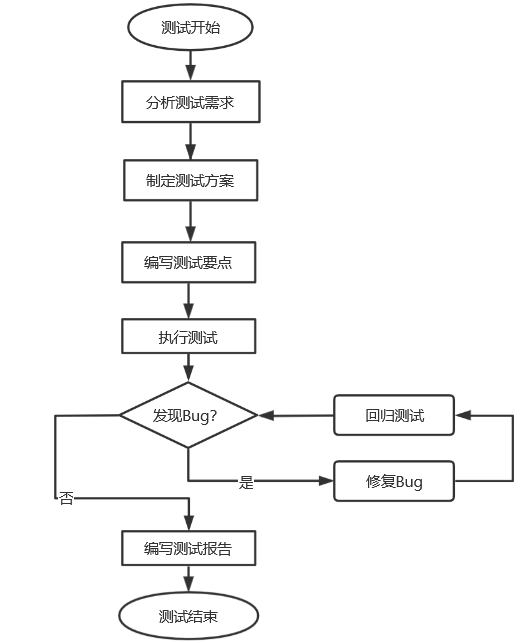 测试开始
分析测试需求
制定测试方案
编写测试要点
执行测试
发现Bug?
回归测试
是
修复Bug
否
编写测试报告
测试结束